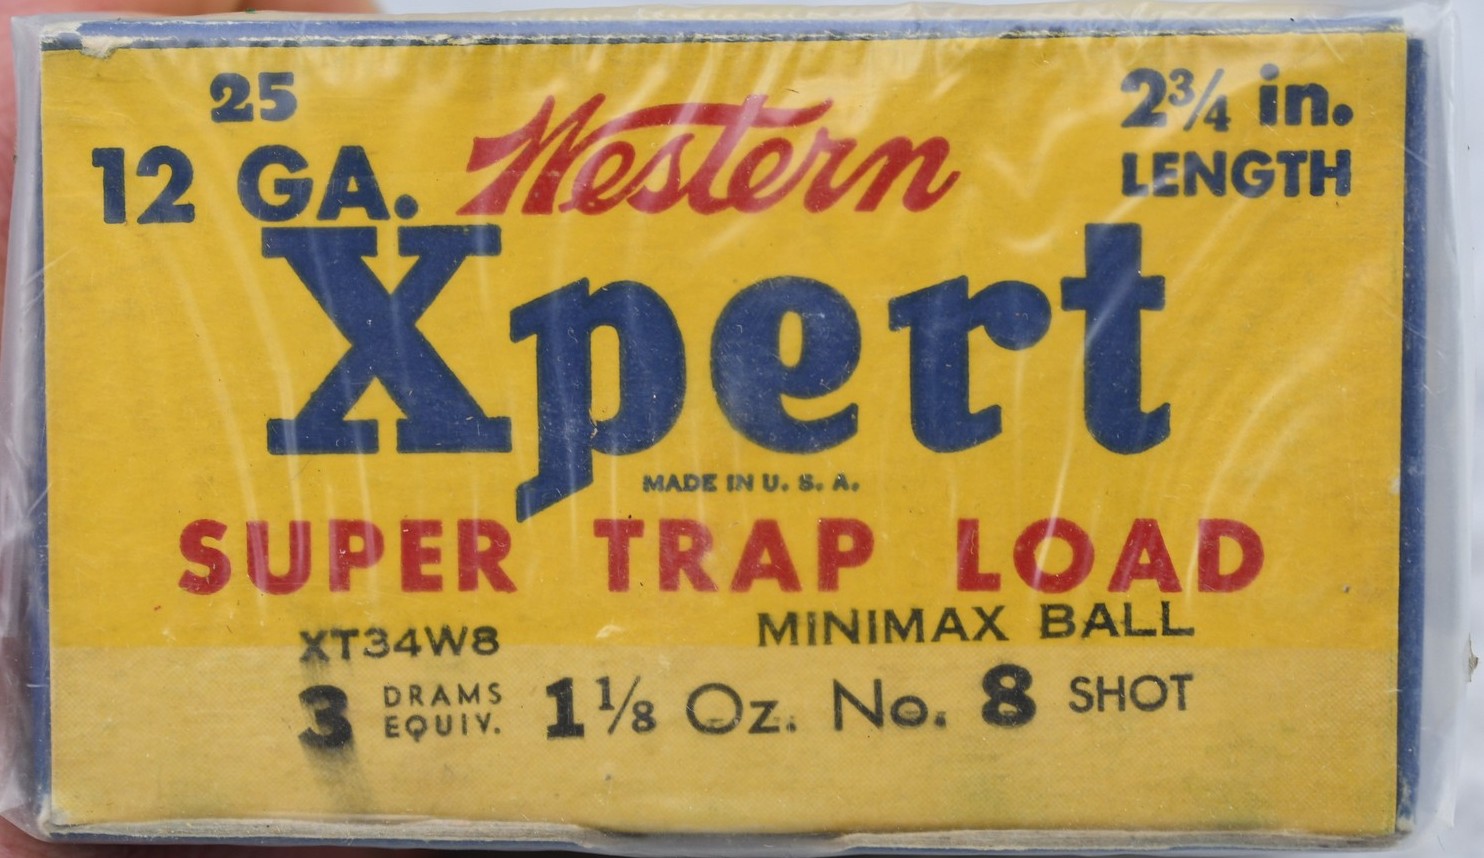 25
12 GA.
Western
2¾ in.
LENGTH
Xpert
MADE IN U. S. A.
SUPER TRAP LOAD
XT34W8
MINIMAX BALL
3 DRAMS EQUIV. 1⅛ Oz. No. 8 SHOT